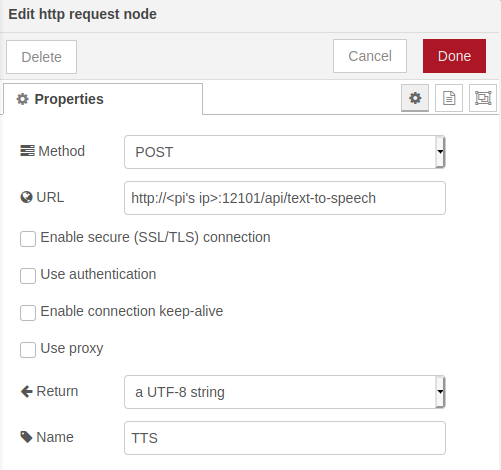 Edit http request node
Delete Cancel Done
Properties
Method POST
URL http://<pi's ip>:12101/api/text-to-speech
Enable secure (SSL/TLS) connection
Use authentication
Enable connection keep-alive
Use proxy
Return a UTF-8 string
Name TTS